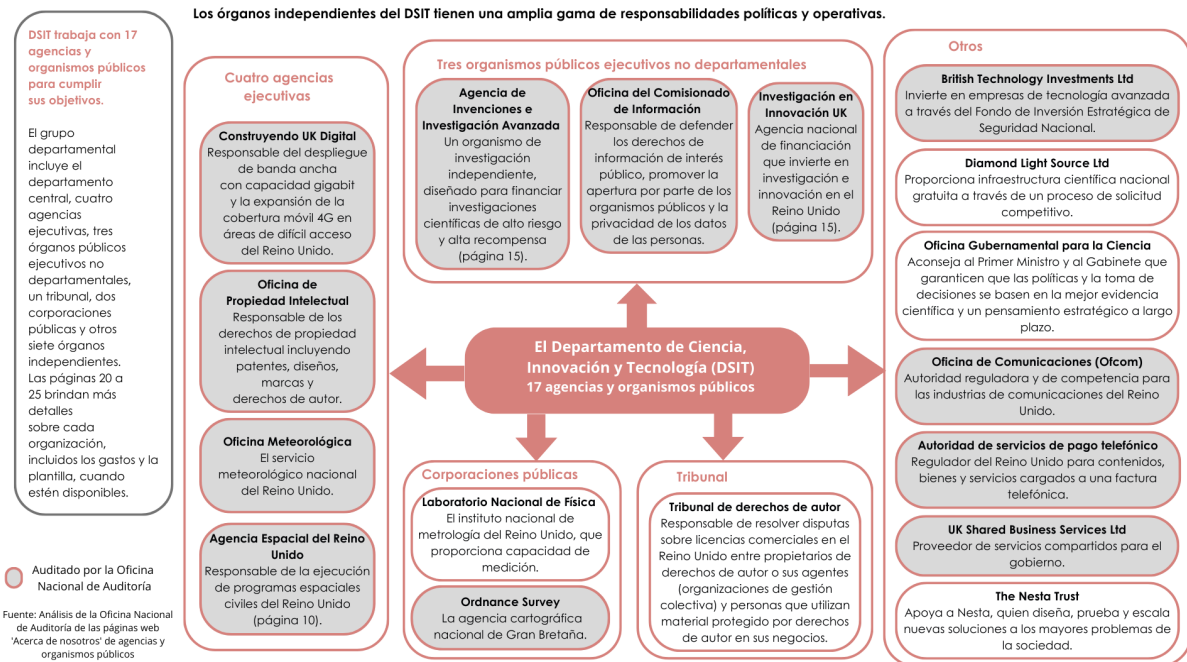 Los órganos independientes del DSIT tienen una amplia gama de responsabilidades políticas y operativas.
DSIT trabaja con 17
agencias y
organismos públicos
para cumplir
sus objetivos.
El grupo
departamental
incluye el
departamento
central, cuatro
agencias
ejecutivas, tres
órganos públicos
ejecutivos no
departamentales,
un tribunal, dos
corporaciones
públicas y otros
siete órganos
independientes.
Las páginas 20 a
25 brindan más
detalles
sobre cada
organización,
incluidos los gastos y la
plantilla, cuando
estén disponibles.
Auditado por la Oficina
Nacional de Auditoría
Fuente: Análisis de la Oficina Nacional
de Auditoría de las páginas web
'Acerca de nosotros' de agencias y
organismos públicos
Cuatro agencias
ejecutivas
Construyendo UK Digital
Responsable del despliegue
de banda ancha
con capacidad gigabit
y la expansión de la
cobertura móvil 4G en
áreas de difícil acceso
del Reino Unido.
Oficina de
Propiedad Intelectual
Responsable de los
derechos de propiedad
intelectual incluyendo
patentes, diseños,
marcas y
derechos de autor.
Oficina Meteorológica
El servicio
meteorológico nacional
del Reino Unido.
Agencia Espacial del Reino
Unido
Responsable de la ejecución
de programas espaciales
civiles del Reino Unido
(página 10).
Tres organismos públicos ejecutivos no departamentales
Agencia de
Invenciones e
Investigación Avanzada
Un organismo de
investigación
independiente,
diseñado para financiar
investigaciones
científicas de alto riesgo
y alta recompensa
(página 15).
Oficina del Comisionado
de Información
Responsable de defender
los derechos de
información de interés
público, promover la
apertura por parte de los
organismos públicos y la
privacidad de los datos
de las personas.
Investigación en
Innovación UK
Agencia nacional
de financiación
que invierte en
investigación e
innovación en el
Reino Unido
(página 15).
El Departamento de Ciencia,
Innovación y Tecnología (DSIT)
17 agencias y organismos públicos
Corporaciones públicas
Laboratorio Nacional de Física
El instituto nacional de
metrología del Reino Unido, que
proporciona capacidad de
medición.
Ordnance Survey
La agencia cartográfica
nacional de Gran Bretaña.
Tribunal
Tribunal de derechos de autor
Responsable de resolver disputas
sobre licencias comerciales en el
Reino Unido entre propietarios de
derechos de autor o sus agentes
(organizaciones de gestión
colectiva) y personas que utilizan
material protegido por derechos
de autor en sus negocios.
Otros
British Technology Investments Ltd
Invierte en empresas de tecnología avanzada
a través del Fondo de Inversión Estratégica de
Seguridad Nacional.
Diamond Light Source Ltd
Proporciona infraestructura científica nacional
gratuita a través de un proceso de solicitud
competitivo.
Oficina Gubernamental para la Ciencia
Aconseja al Primer Ministro y al Gabinete que
garanticen que las políticas y la toma de
decisiones se basen en la mejor evidencia
científica y un pensamiento estratégico a largo
plazo.
Oficina de Comunicaciones (Ofcom)
Autoridad reguladora y de competencia para
las industrias de comunicaciones del Reino
Unido.
Autoridad de servicios de pago telefónico
Regulador del Reino Unido para contenidos,
bienes y servicios cargados a una factura
telefónica.
UK Shared Business Services Ltd
Proveedor de servicios compartidos para el
gobierno.
The Nesta Trust
Apoya a Nesta, quien diseña, prueba y escala
nuevas soluciones a los mayores problemas de
la sociedad.